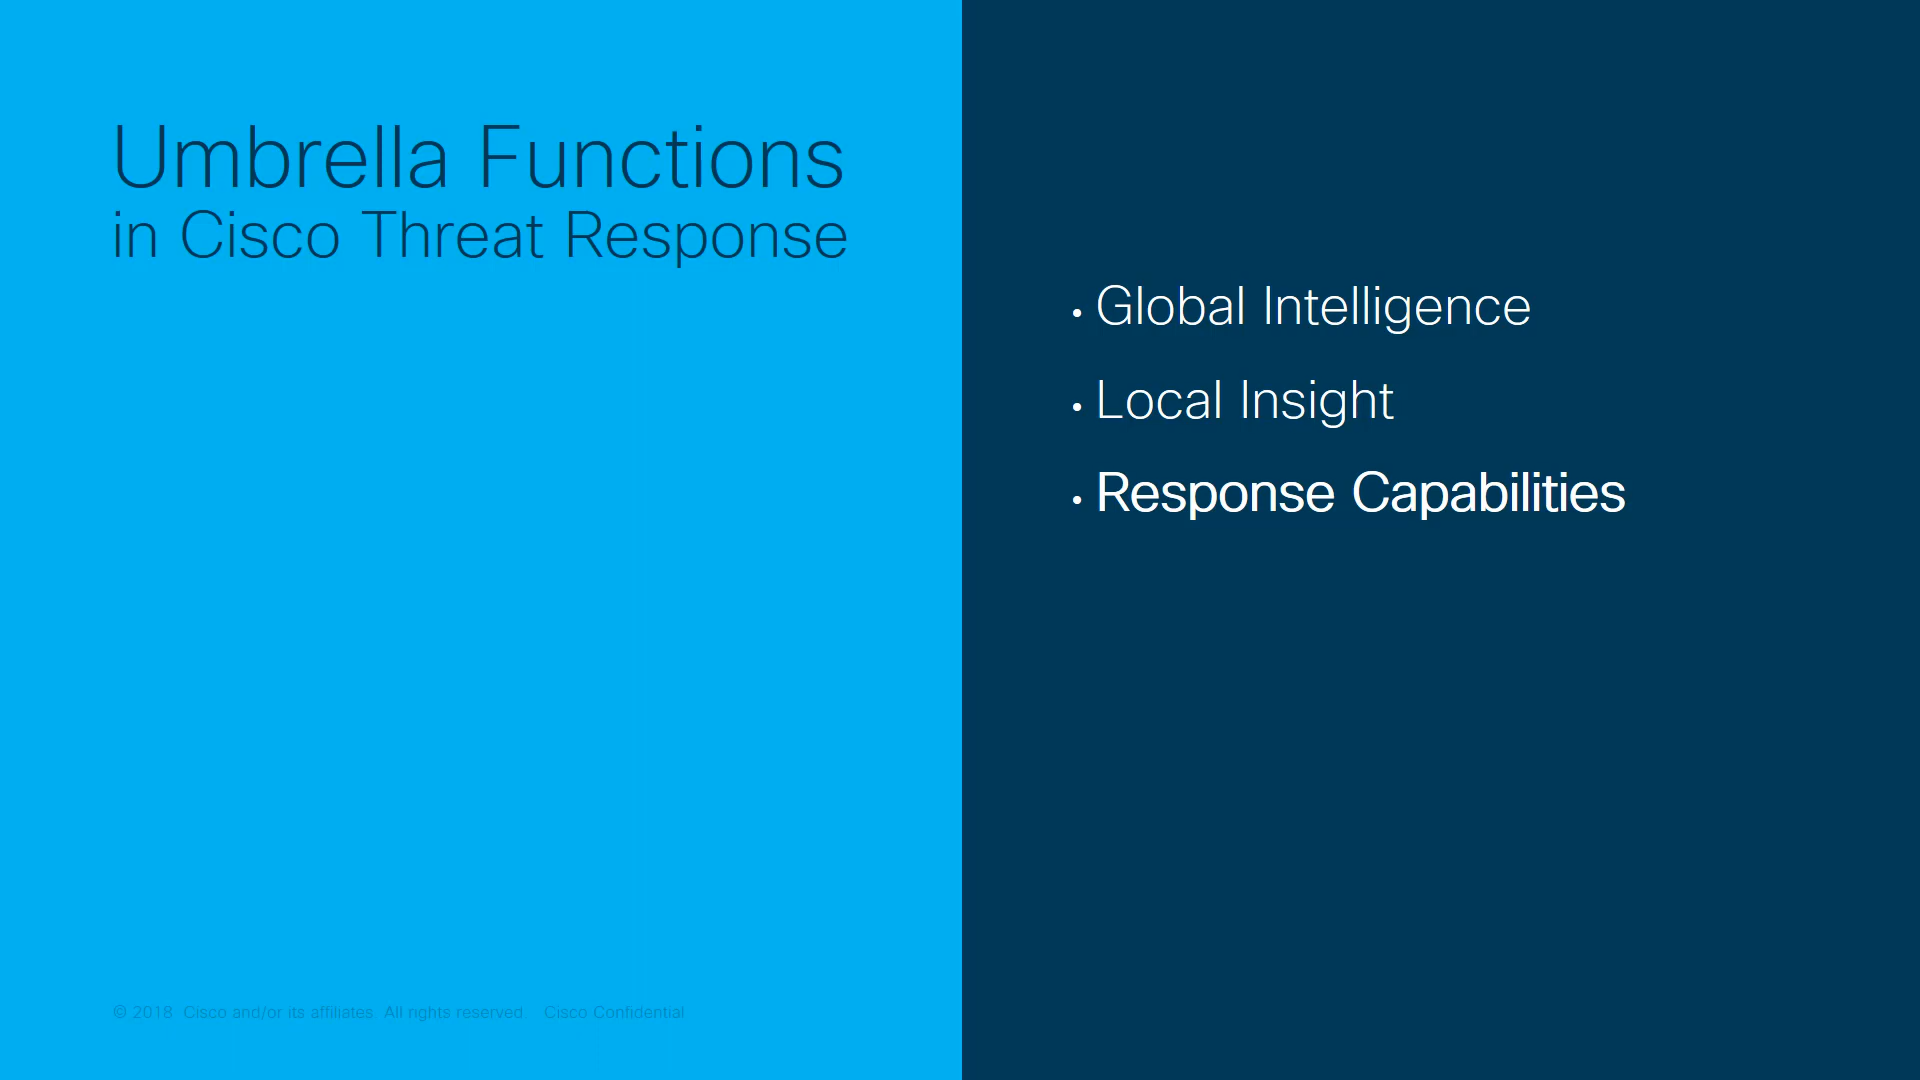 Umbrella Functions
in Cisco Threat Response
• Global Intelligence
• Local Insight
• Response Capabilities
© 2018 Cisco and/or its affiliates. All rights reserved. Cisco Confidential